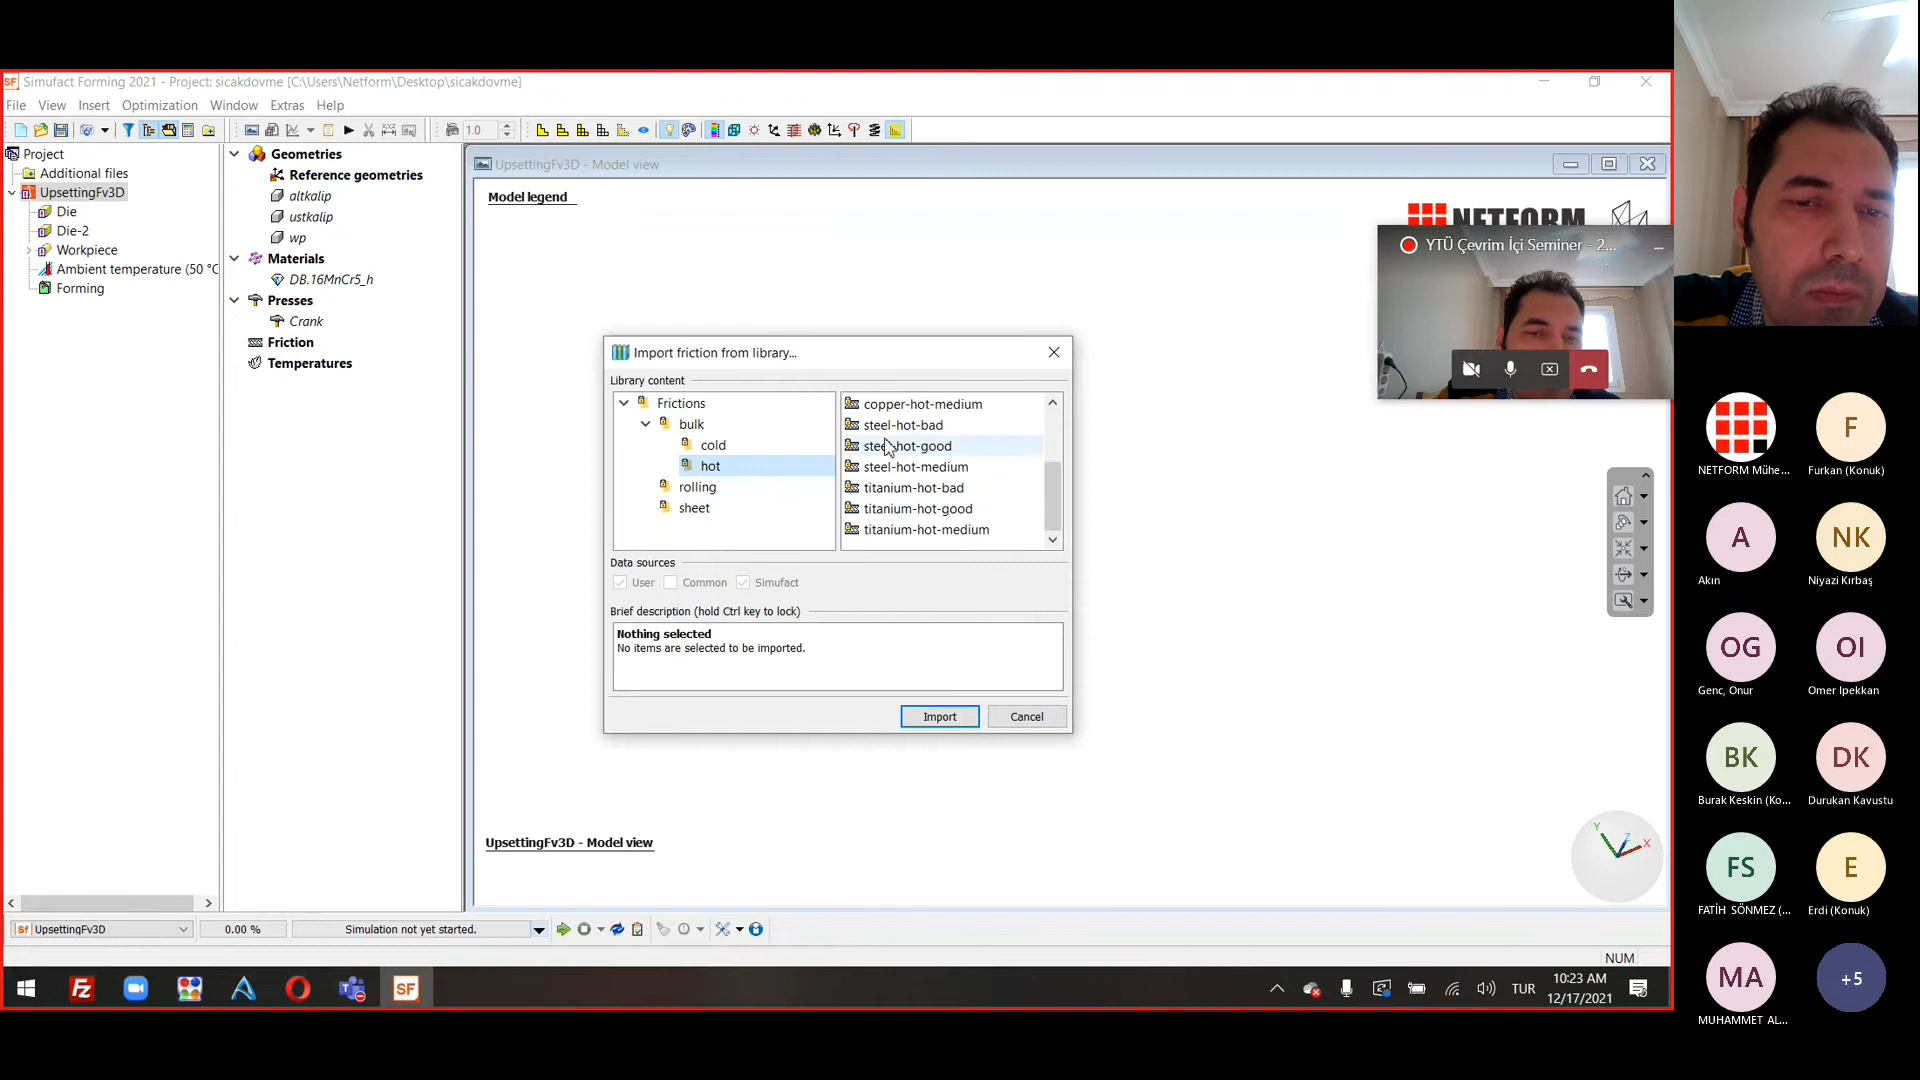 Simufact Forming 2021 - Project: sicakdovme [C:\Users\Netform\Desktop\sicakdovme]
File View Insert Optimization Window Extras Help
1.0
Project
Additional files
UpsettingFv3D
Die
Die-2
Workpiece
Ambient temperature (50 °C
Forming
Geometries
Reference geometries
altkalip
ustkalip
wp
Materials
DB.16MnCr5_h
Presses
Crank
Friction
Temperatures
UpsettingFv3D - Model view
Model legend
NETFORM
YTÜ Çevrim İçi Seminer - 2...
Import friction from library...
Library content
Frictions
bulk
cold
hot
rolling
sheet
copper-hot-medium
steel-hot-bad
steel-hot-good
steel-hot-medium
titanium-hot-bad
titanium-hot-good
titanium-hot-medium
Data sources
User Common Simufact
Brief description (hold Ctrl key to lock)
Nothing selected
No items are selected to be imported.
Import Cancel
UpsettingFv3D - Model view
Y Z X
Sf UpsettingFv3D 0.00 % Simulation not yet started.
NUM
TUR
10:23 AM
12/17/2021
NETFORM Mühe...
F
Furkan (Konuk)
A
Akın
NK
Niyazi Kırbaş
OG
Genc, Onur
OI
Omer Ipekkan
BK
Burak Keskin (Ko...
DK
Durukan Kavustu
FS
FATİH SÖNMEZ (...
E
Erdi (Konuk)
MA
MUHAMMET AL...
+5